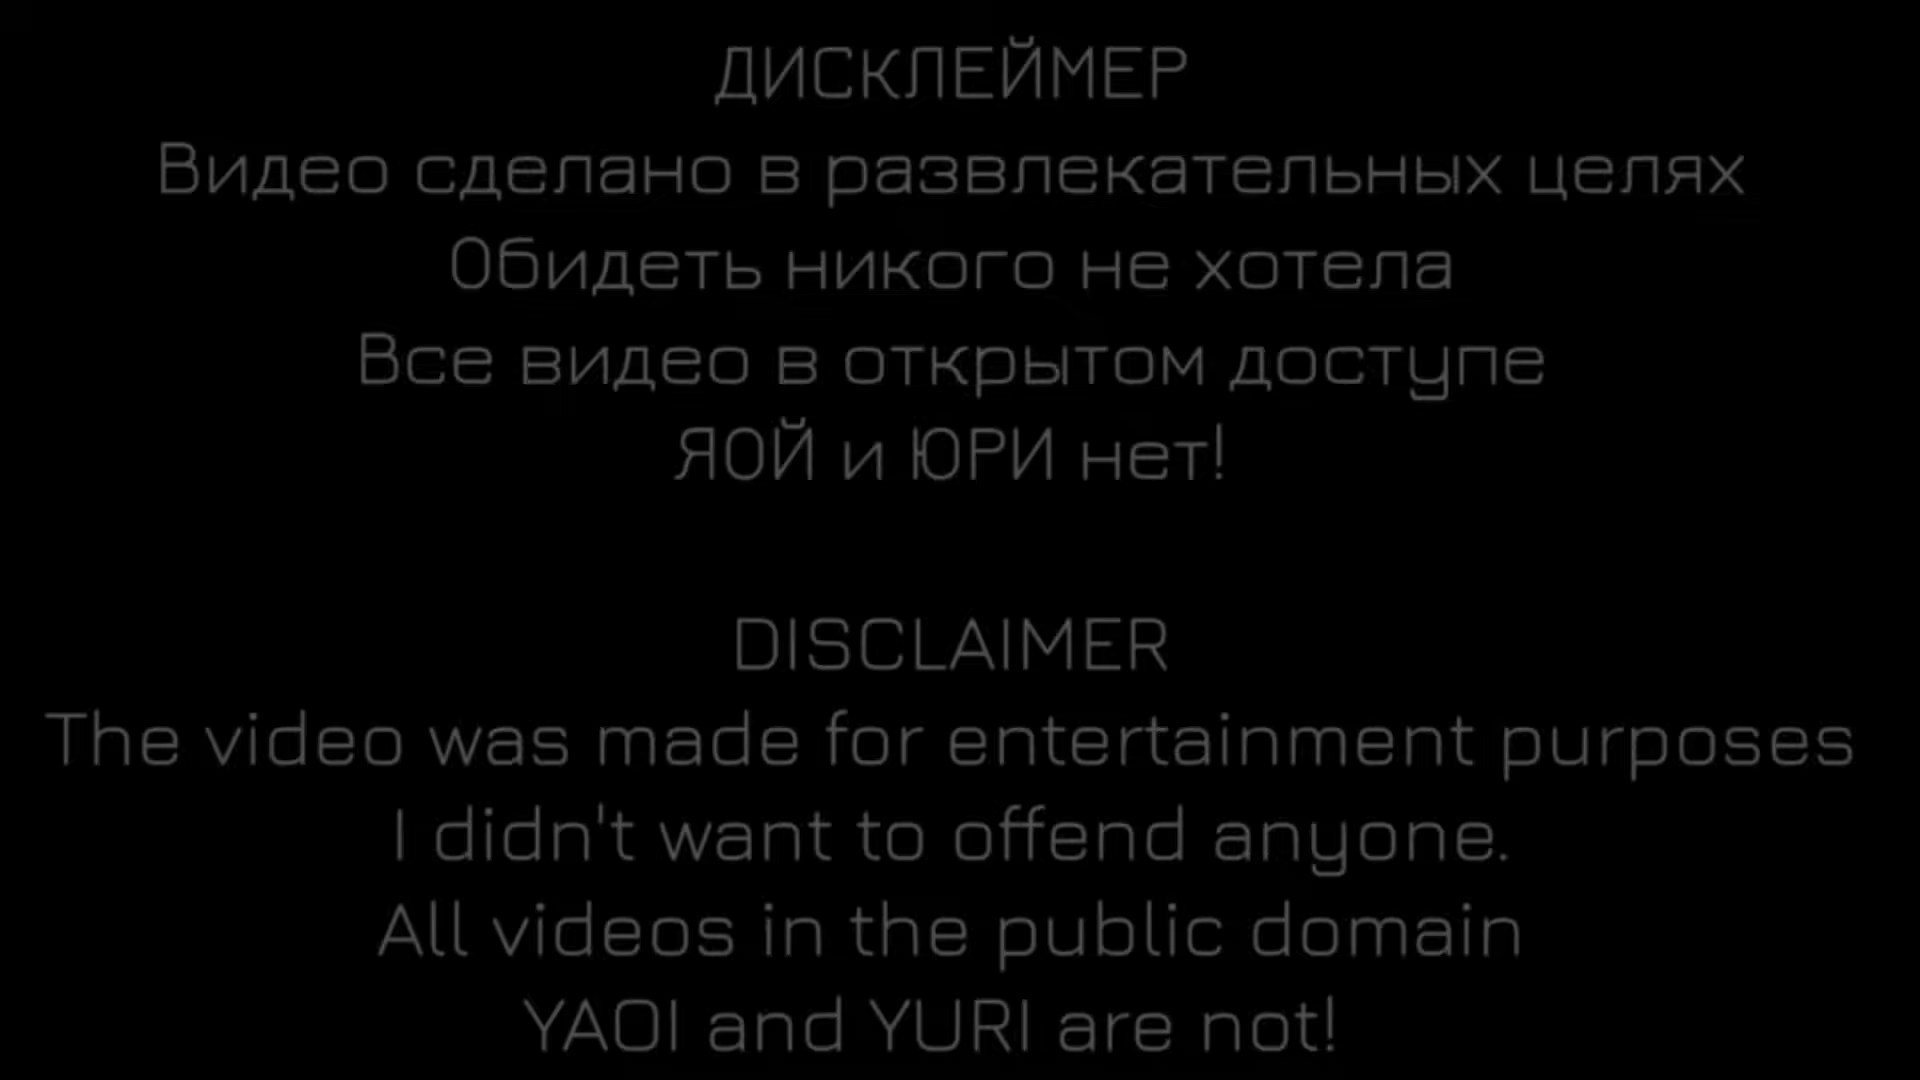 ДИСКЛЕЙМЕР
Видео сделано в развлекательных целях
Обидеть никого не хотела
Все видео в открытом доступе
ЯОЙ и ЮРИ нет!
DISCLAIMER
The video was made for entertainment purposes
I didn't want to offend anyone.
All videos in the public domain
YAOI and YURI are not!